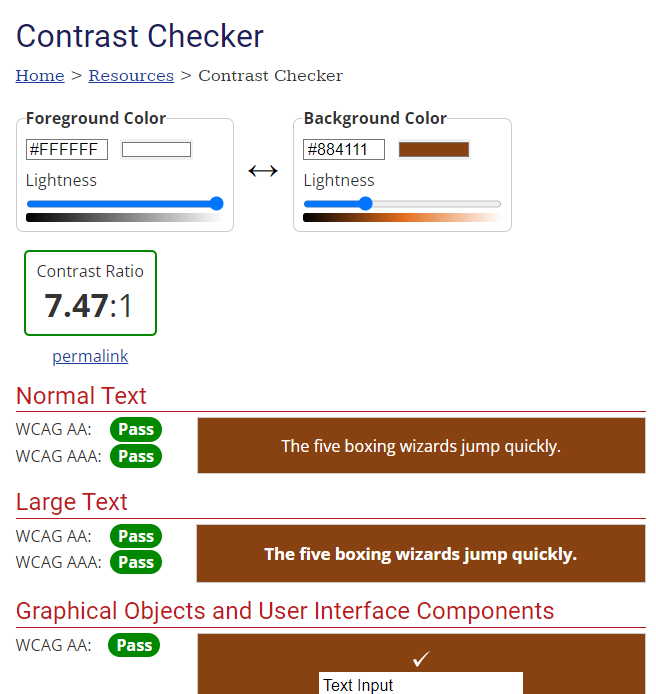 Contrast Checker
Home > Resources > Contrast Checker
Foreground Color
#FFFFFF
Lightness
Background Color
#884111
Lightness
Contrast Ratio
7.47:1
permalink
Normal Text
WCAG AA: Pass
WCAG AAA: Pass
The five boxing wizards jump quickly.
Large Text
WCAG AA: Pass
WCAG AAA: Pass
The five boxing wizards jump quickly.
Graphical Objects and User Interface Components
WCAG AA: Pass
✓
Text Input